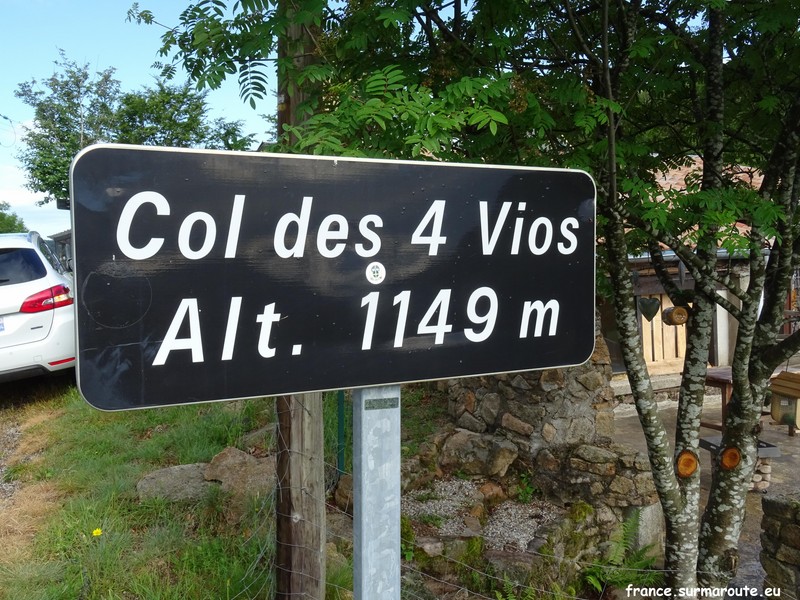 Col des 4 Vios
Alt. 1149 m
france.surmaroute.eu